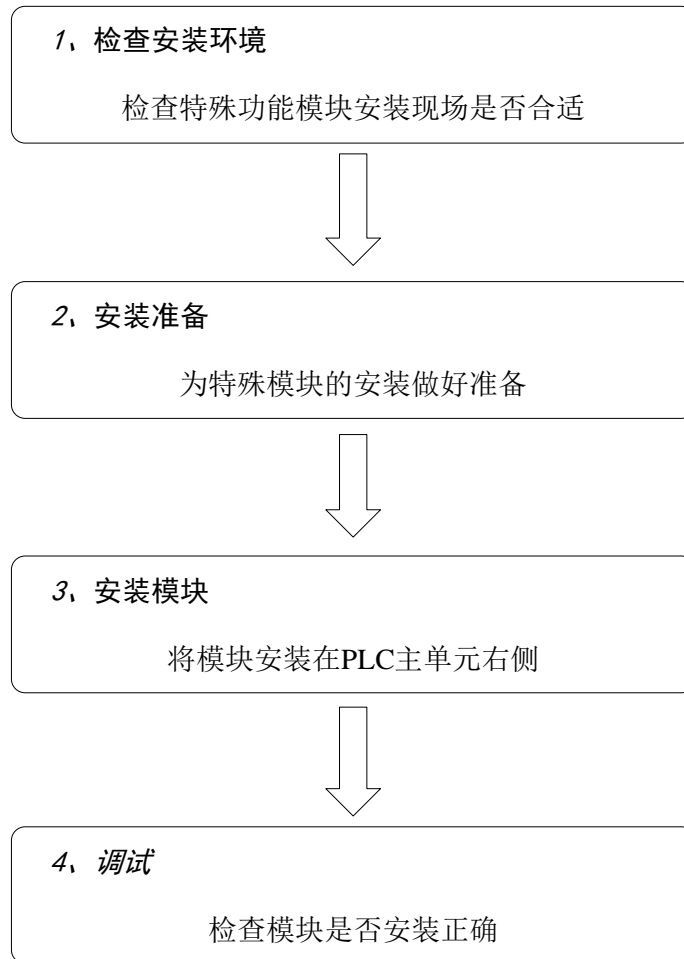 1、检查安装环境
检查特殊功能模块安装现场是否合适
2、安装准备
为特殊模块的安装做好准备
3、安装模块
将模块安装在PLC主单元右侧
4、调试
检查模块是否安装正确